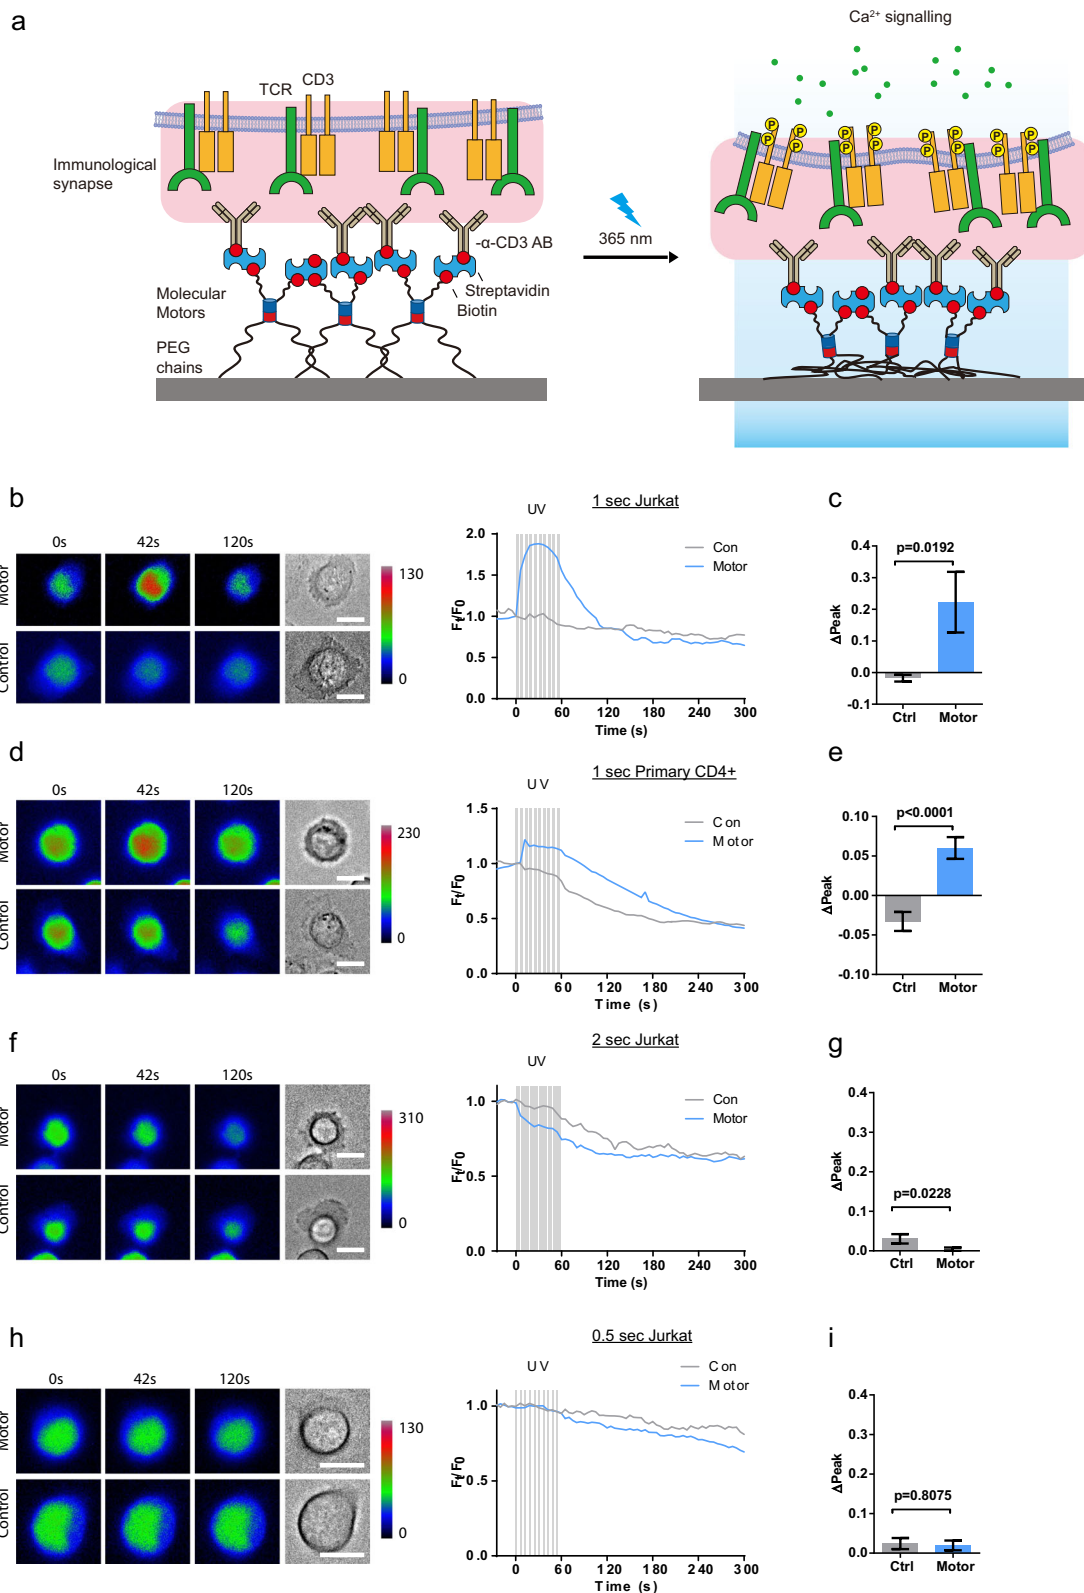 a
Ca²⁺ signalling
TCR
CD3
P P P P P P P P P P P P P P P P
Immunological
synapse
365 nm
-α-CD3 AB
Streptavidin
Biotin
Molecular
Motors
PEG
chains
b
1 sec Jurkat
c
0s 42s 120s
Motor
Control
130
0
UV
Con
Motor
Ft/F0
2.0
1.5
1.0
0.5
0.0
0 60 120 180 240 300
Time (s)
p=0.0192
ΔPeak
0.4
0.3
0.2
0.1
0.0
-0.1
Ctrl Motor
d
1 sec Primary CD4+
e
0s 42s 120s
Motor
Control
230
0
UV
Con
Motor
Ft/F0
1.5
1.0
0.5
0.0
0 60 120 180 240 300
Time (s)
p<0.0001
ΔPeak
0.10
0.05
0.00
-0.05
-0.10
Ctrl Motor
f
2 sec Jurkat
g
0s 42s 120s
Motor
Control
310
0
UV
Con
Motor
Ft/F0
1.0
0.5
0.0
0 60 120 180 240 300
Time (s)
p=0.0228
ΔPeak
0.4
0.3
0.2
0.1
0.0
Ctrl Motor
h
0.5 sec Jurkat
i
0s 42s 120s
Motor
Control
130
0
UV
Con
Motor
Ft/F0
1.0
0.5
0.0
0 60 120 180 240 300
Time (s)
p=0.8075
ΔPeak
0.4
0.3
0.2
0.1
0.0
Ctrl Motor